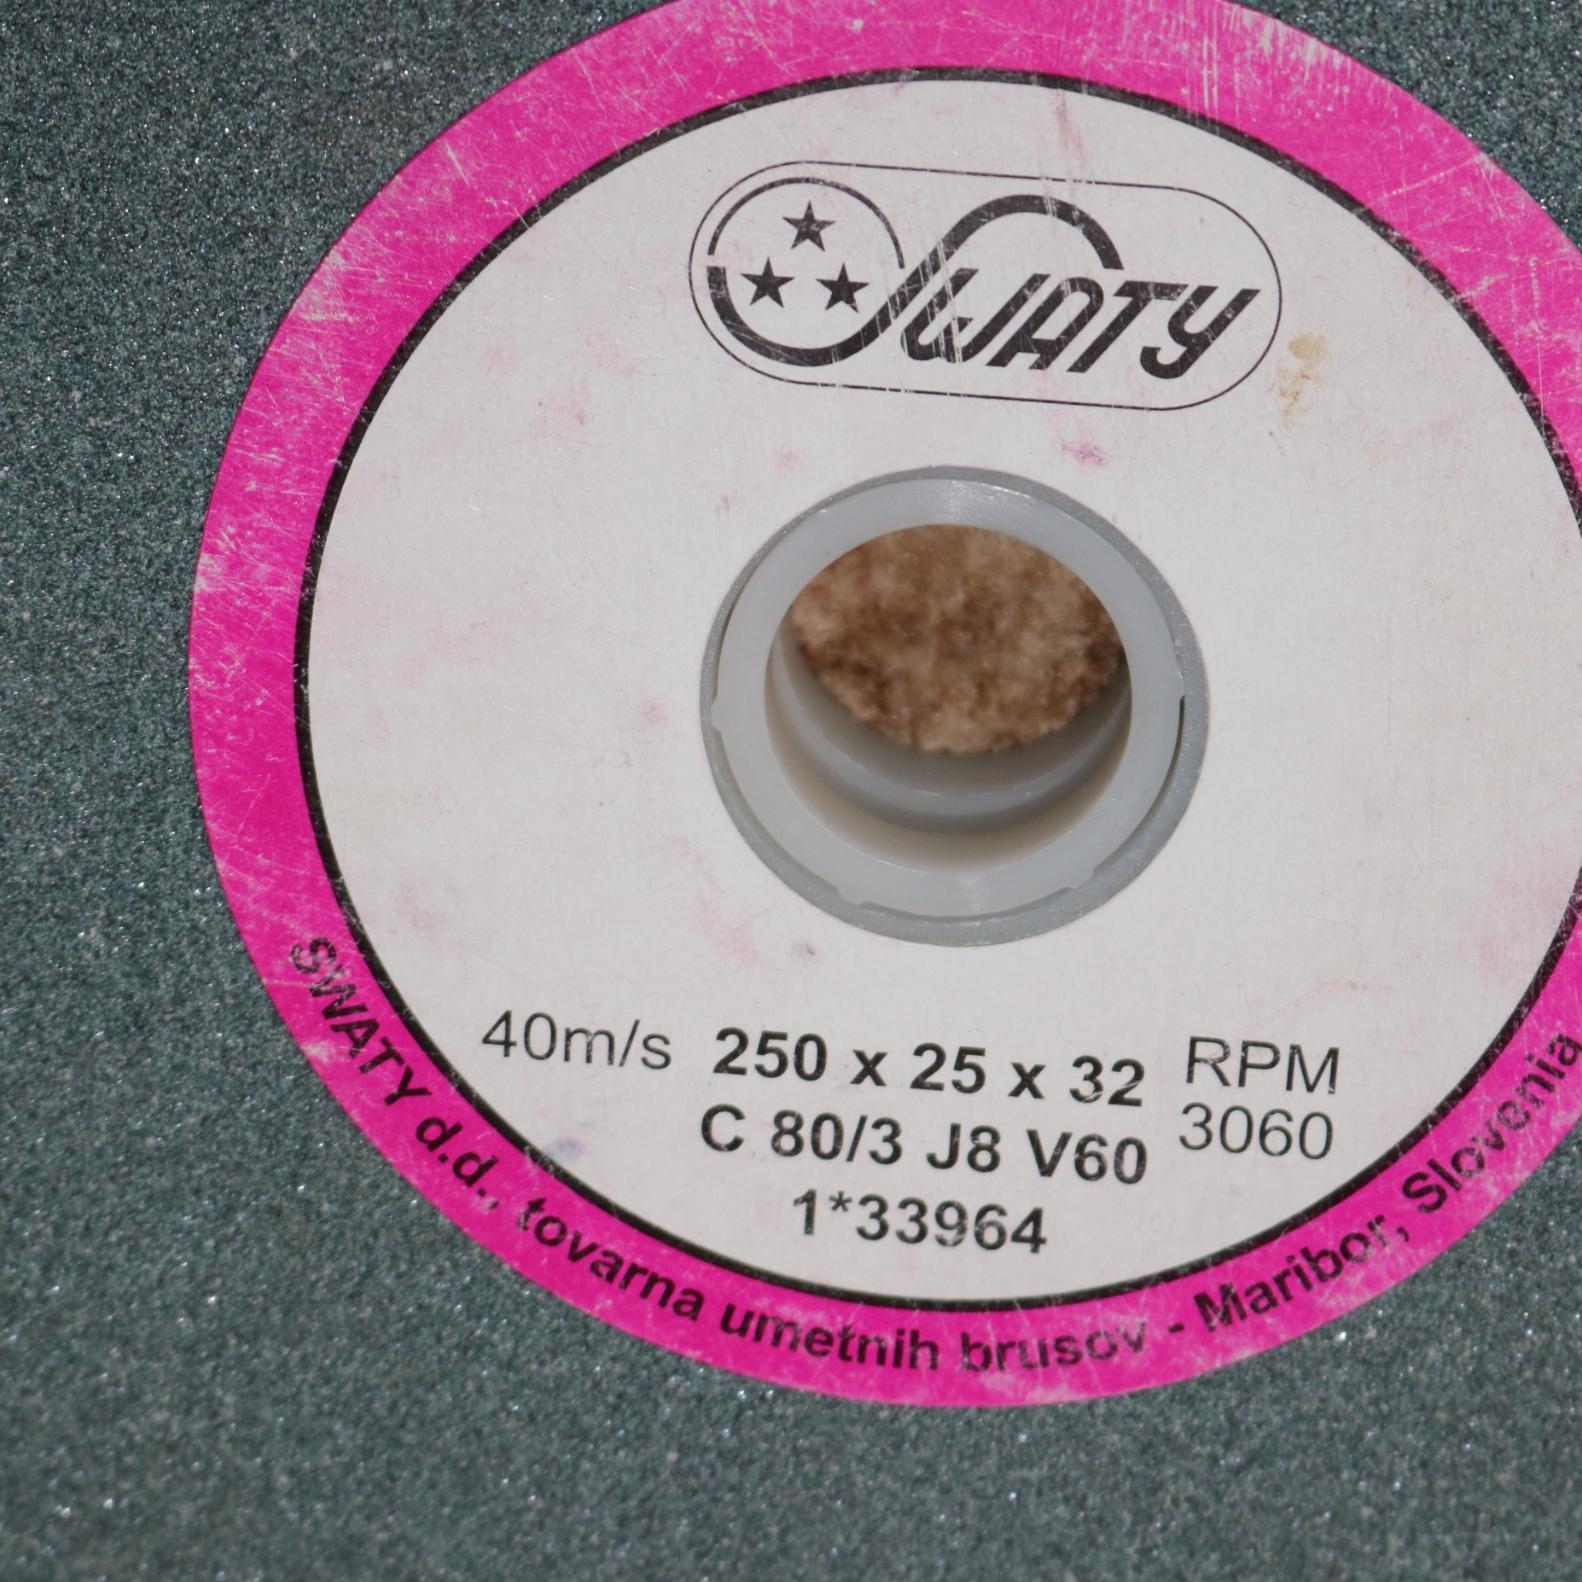 SWATY
40m/s 250 x 25 x 32 RPM
C 80/3 J8 V60 3060
1*33964
SWATY d.d., tovarna umetnih brusov - Maribor, Slovenia